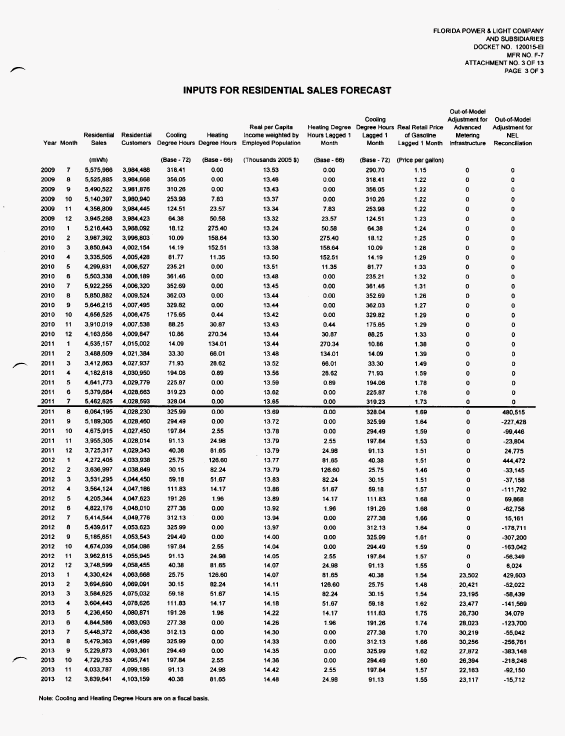 FLORIDA POWER & LIGHT COMPANY
AND SUBSIDIARIES
DOCKET NO. 120015-EI
MFR NO. F-7
ATTACHMENT NO. 3 OF 13
PAGE 3 OF 3
INPUTS FOR RESIDENTIAL SALES FORECAST
Year Month Residential Sales Residential Customers Cooling Degree Hours Heating Degree Hours Real per Capita Income weighted by Employed Population Heating Degree Hours Lagged 1 Month Cooling Degree Hours Lagged 1 Month Real Retail Price of Gasoline Lagged 1 Month Out-of-Model Adjustment for Advanced Metering Infrastructure Out-of-Model Adjustment for NEL Reconciliation
(mWh) (Base - 72) (Base - 66) (Thousands 2005 $) (Base - 66) (Base - 72) (Price per gallon)
2009 7 5,575,986 3,984,488 318.41 0.00 13.53 0.00 290.70 1.15 0 0
2009 8 5,525,885 3,984,668 356.05 0.00 13.46 0.00 318.41 1.22 0 0
2009 9 5,490,522 3,981,876 310.26 0.00 13.43 0.00 356.05 1.22 0 0
2009 10 5,140,397 3,980,940 253.98 7.83 13.37 0.00 310.26 1.22 0 0
2009 11 4,356,809 3,984,445 124.51 23.57 13.34 7.83 253.98 1.22 0 0
2009 12 3,945,268 3,984,423 64.38 50.58 13.32 23.57 124.51 1.23 0 0
2010 1 5,216,443 3,988,092 18.12 275.40 13.24 50.58 64.38 1.24 0 0
2010 2 3,987,392 3,996,803 10.09 158.64 13.30 275.40 18.12 1.25 0 0
2010 3 3,850,643 4,002,154 14.19 152.51 13.38 158.64 10.09 1.26 0 0
2010 4 3,335,505 4,005,428 81.77 11.35 13.50 152.51 14.19 1.29 0 0
2010 5 4,299,831 4,006,527 235.21 0.00 13.51 11.35 81.77 1.33 0 0
2010 6 5,503,338 4,006,189 361.46 0.00 13.48 0.00 235.21 1.32 0 0
2010 7 5,922,255 4,006,320 352.69 0.00 13.45 0.00 361.46 1.31 0 0
2010 8 5,850,882 4,009,524 362.03 0.00 13.44 0.00 352.69 1.26 0 0
2010 9 5,646,215 4,007,495 329.82 0.00 13.44 0.00 362.03 1.27 0 0
2010 10 4,656,525 4,006,475 175.65 0.44 13.42 0.00 329.82 1.29 0 0
2010 11 3,910,019 4,007,538 88.25 30.87 13.43 0.44 175.65 1.29 0 0
2010 12 4,163,656 4,009,847 10.86 270.34 13.43 30.87 88.25 1.33 0 0
2011 1 4,535,157 4,015,002 14.09 134.01 13.44 270.34 10.86 1.38 0 0
2011 2 3,488,609 4,021,384 33.30 66.01 13.48 134.01 14.09 1.39 0 0
2011 3 3,412,863 4,027,937 71.93 28.62 13.52 66.01 33.30 1.49 0 0
2011 4 4,182,618 4,030,950 194.06 0.89 13.56 28.62 71.93 1.59 0 0
2011 5 4,641,773 4,029,779 225.87 0.00 13.59 0.89 194.06 1.78 0 0
2011 6 5,379,684 4,028,663 319.23 0.00 13.62 0.00 225.87 1.78 0 0
2011 7 5,462,625 4,028,593 328.04 0.00 13.65 0.00 319.23 1.73 0 0
2011 8 6,064,195 4,028,230 325.99 0.00 13.69 0.00 328.04 1.69 0 480,515
2011 9 5,189,305 4,028,460 294.49 0.00 13.72 0.00 325.99 1.64 0 -227,428
2011 10 4,675,915 4,027,450 197.84 2.55 13.78 0.00 294.49 1.59 0 -99,446
2011 11 3,955,305 4,028,014 91.13 24.98 13.79 2.55 197.84 1.53 0 -23,804
2011 12 3,725,317 4,029,343 40.38 81.65 13.79 24.98 91.13 1.51 0 24,775
2012 1 4,272,405 4,033,938 25.75 126.60 13.77 81.65 40.38 1.51 0 444,472
2012 2 3,636,997 4,038,849 30.15 82.24 13.79 126.60 25.75 1.46 0 -33,145
2012 3 3,531,295 4,044,450 59.18 51.67 13.83 82.24 30.15 1.51 0 -37,158
2012 4 3,564,124 4,047,186 111.83 14.17 13.86 51.67 59.18 1.57 0 -111,792
2012 5 4,205,344 4,047,623 191.26 1.96 13.89 14.17 111.83 1.68 0 69,868
2012 6 4,822,176 4,048,010 277.38 0.00 13.92 1.96 191.26 1.68 0 -62,758
2012 7 5,414,544 4,049,778 312.13 0.00 13.94 0.00 277.38 1.66 0 15,161
2012 8 5,439,617 4,053,623 325.99 0.00 13.97 0.00 312.13 1.64 0 -178,711
2012 9 5,185,651 4,053,543 294.49 0.00 14.00 0.00 325.99 1.61 0 -307,200
2012 10 4,674,039 4,054,086 197.84 2.55 14.04 0.00 294.49 1.59 0 -163,042
2012 11 3,962,615 4,055,945 91.13 24.98 14.05 2.55 197.84 1.57 0 -56,349
2012 12 3,748,599 4,058,455 40.38 81.65 14.07 24.98 91.13 1.55 0 6,024
2013 1 4,330,424 4,063,668 25.75 126.60 14.07 81.65 40.38 1.54 23,502 429,603
2013 2 3,694,690 4,069,091 30.15 82.24 14.11 126.60 25.75 1.48 20,421 -52,022
2013 3 3,584,625 4,075,032 59.18 51.67 14.15 82.24 30.15 1.54 23,195 -58,439
2013 4 3,604,443 4,078,626 111.83 14.17 14.18 51.67 59.18 1.62 23,477 -141,569
2013 5 4,236,450 4,080,871 191.26 1.96 14.22 14.17 111.83 1.75 26,730 34,079
2013 6 4,844,586 4,083,093 277.38 0.00 14.26 1.96 191.26 1.74 28,023 -123,700
2013 7 5,448,372 4,086,436 312.13 0.00 14.30 0.00 277.38 1.70 30,219 -55,042
2013 8 5,479,363 4,091,499 325.99 0.00 14.33 0.00 312.13 1.66 30,256 -256,761
2013 9 5,229,873 4,093,361 294.49 0.00 14.35 0.00 325.99 1.62 27,872 -383,148
2013 10 4,729,753 4,095,741 197.84 2.55 14.36 0.00 294.49 1.60 26,394 -218,248
2013 11 4,033,787 4,099,186 91.13 24.98 14.42 2.55 197.84 1.57 22,163 -92,150
2013 12 3,839,641 4,103,159 40.38 81.65 14.48 24.98 91.13 1.55 23,117 -15,712
Note: Cooling and Heating Degree Hours are on a fiscal basis.